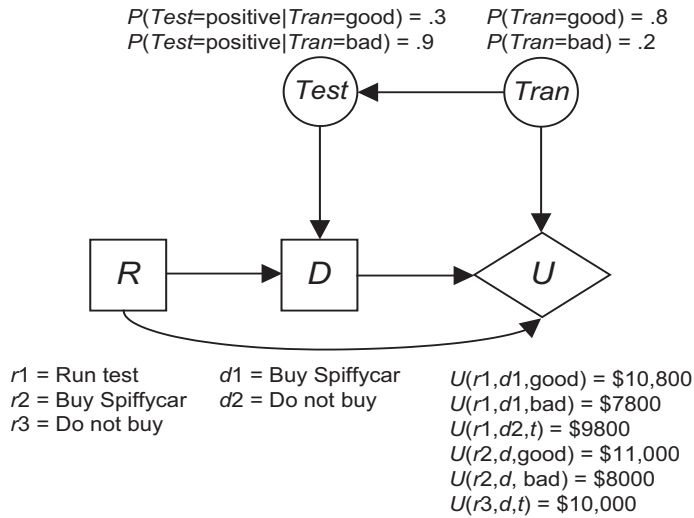 P(Test=positive|Tran=good) = .3
P(Test=positive|Tran=bad) = .9
P(Tran=good) = .8
P(Tran=bad) = .2
Test
Tran
R
D
U
r1 = Run test
r2 = Buy Spiffycar
r3 = Do not buy
d1 = Buy Spiffycar
d2 = Do not buy
U(r1,d1,good) = $10,800
U(r1,d1,bad) = $7800
U(r1,d2,t) = $9800
U(r2,d,good) = $11,000
U(r2,d, bad) = $8000
U(r3,d,t) = $10,000